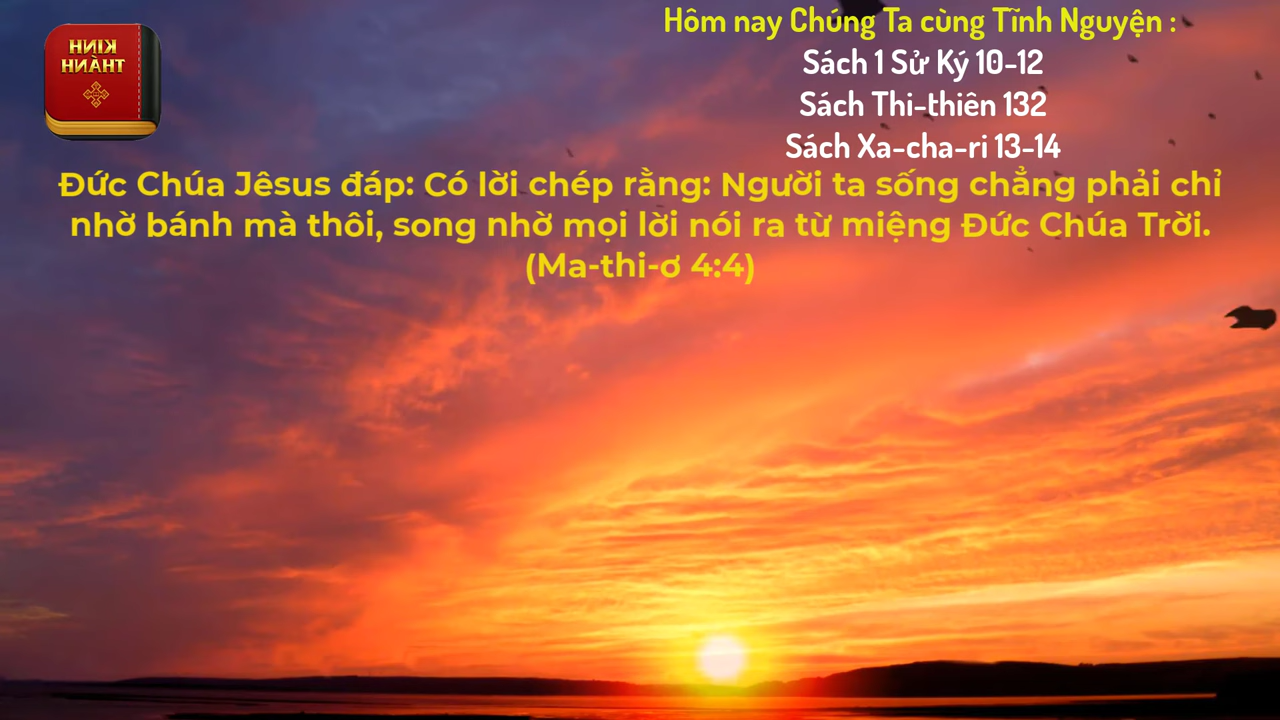 KINH
THÀNH
Hôm nay Chúng Ta cùng Tĩnh Nguyện :
Sách 1 Sử Ký 10-12
Sách Thi-thiên 132
Sách Xa-cha-ri 13-14
Đức Chúa Jêsus đáp: Có lời chép rằng: Người ta sống chẳng phải chỉ
nhờ bánh mà thôi, song nhờ mọi lời nói ra từ miệng Đức Chúa Trời.
(Ma-thi-ơ 4:4)